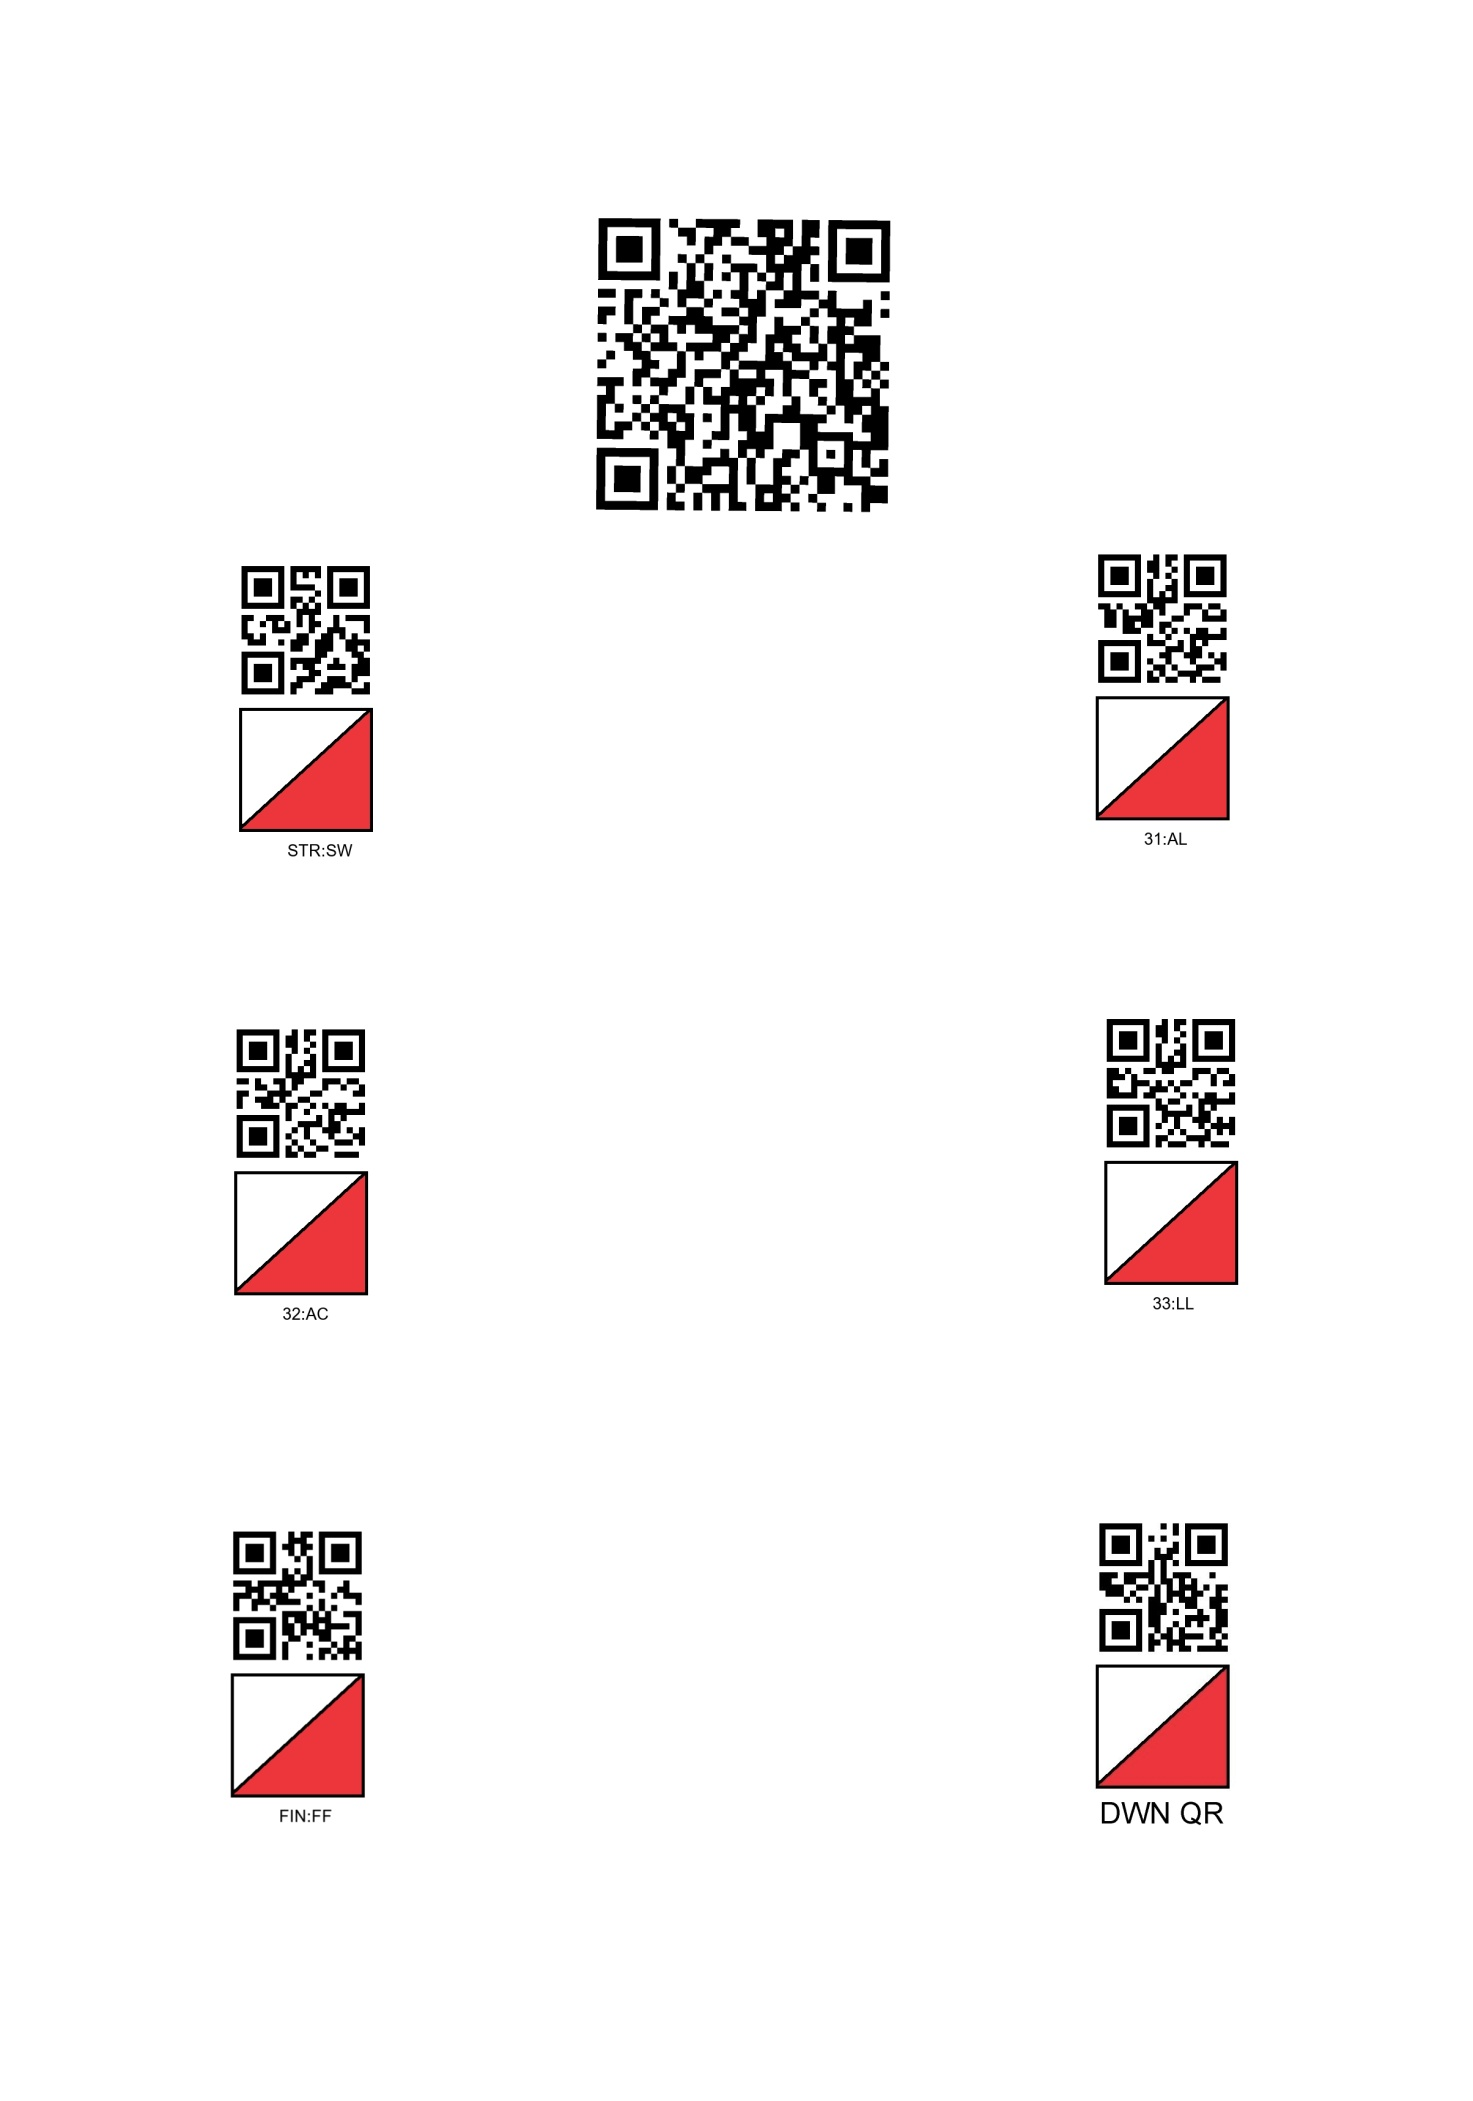 STR:SW
31:AL
32:AC
33:LL
FIN:FF
DWN QR